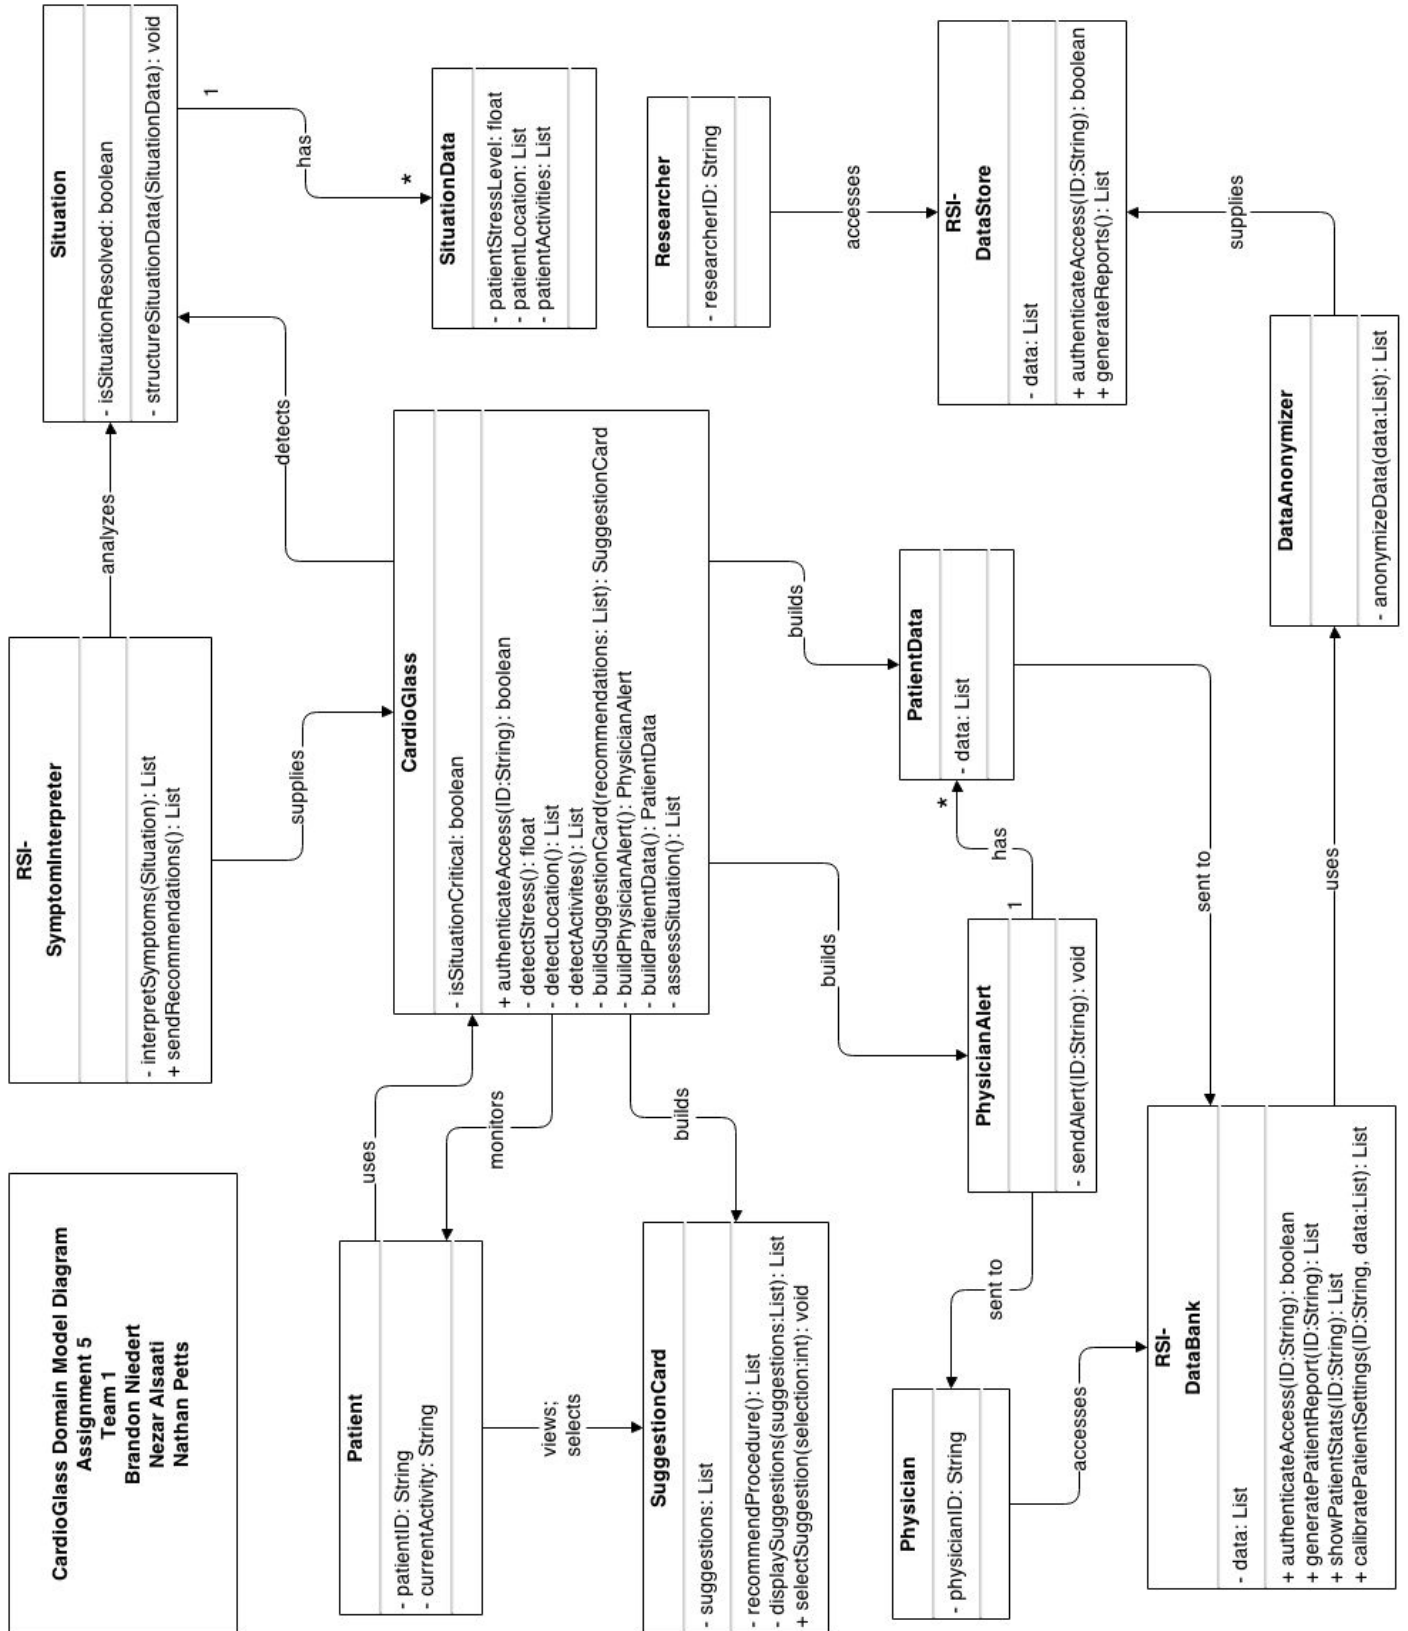 CardioGlass Domain Model Diagram
Assignment 5
Team 1
Brandon Niedert
Nezar Alsaati
Nathan Petts
RSI-
SymptomInterpreter
- interpretSymptoms(Situation): List
+ sendRecommendations(): List
analyzes
Situation
- isSituationResolved: boolean
- structureSituationData(SituationData): void
supplies
detects
1
has
*
Patient
- patientID: String
- currentActivity: String
uses
monitors
CardioGlass
- isSituationCritical: boolean
+ authenticateAccess(ID:String): boolean
- detectStress(): float
- detectLocation(): List
- detectActivites(): List
- buildSuggestionCard(recommendations: List): SuggestionCard
- buildPhysicianAlert(): PhysicianAlert
- buildPatientData(): PatientData
- assessSituation(): List
SituationData
- patientStressLevel: float
- patientLocation: List
- patientActivities: List
views;
selects
builds
SuggestionCard
- suggestions: List
- recommendProcedure(): List
- displaySuggestions(suggestions:List): List
+ selectSuggestion(selection:int): void
builds
builds
Researcher
- researcherID: String
accesses
Physician
- physicianID: String
sent to
PhysicianAlert
- sendAlert(ID:String): void
1
has
*
PatientData
- data: List
RSI-
DataStore
- data: List
+ authenticateAccess(ID:String): boolean
+ generateReports(): List
accesses
sent to
supplies
RSI-
DataBank
- data: List
+ authenticateAccess(ID:String): boolean
+ generatePatientReport(ID:String): List
+ showPatientStats(ID:String): List
+ calibratePatientSettings(ID:String, data:List): List
uses
DataAnonymizer
- anonymizeData(data:List): List